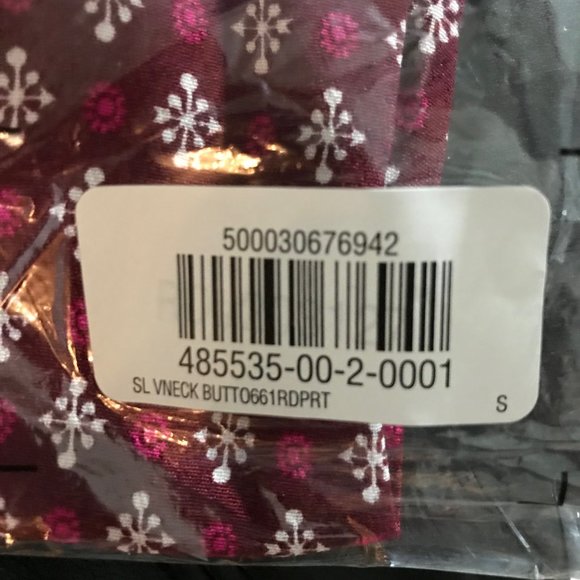 500030676942
485535-00-2-0001
SL VNECK BUTTO661RDPRT
S